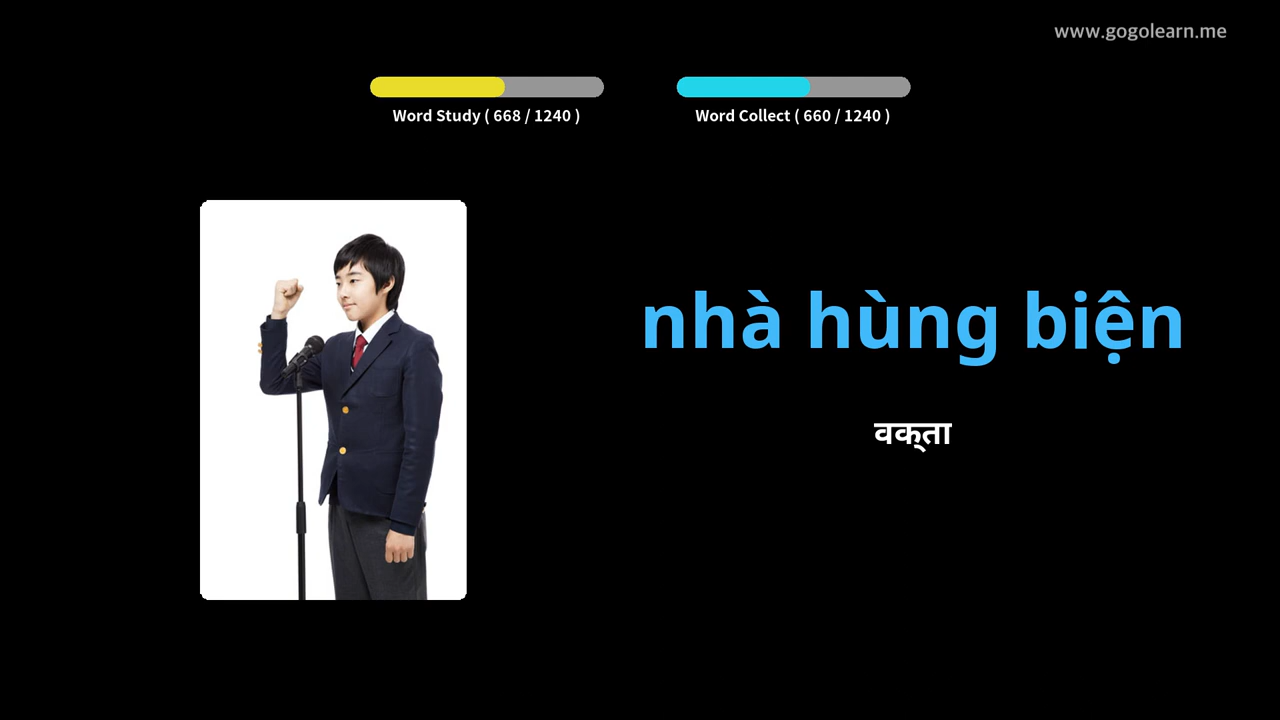 www.gogolearn.me
Word Study ( 668 / 1240 )
Word Collect ( 660 / 1240 )
nhà hùng biện
वक्ता